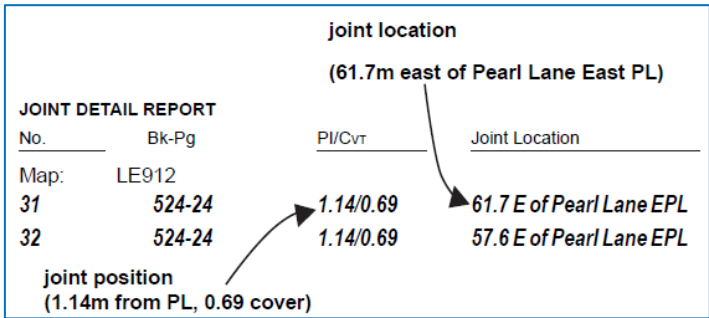 joint location
(61.7m east of Pearl Lane East PL)
JOINT DETAIL REPORT
No. Bk-Pg Pl/CVT Joint Location
Map: LE912
31 524-24 1.14/0.69 61.7 E of Pearl Lane EPL
32 524-24 1.14/0.69 57.6 E of Pearl Lane EPL
joint position
(1.14m from PL, 0.69 cover)